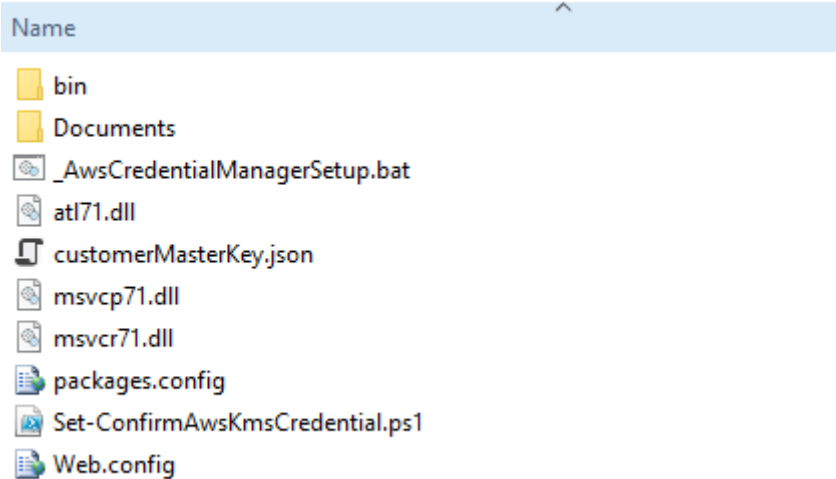 Name
bin
Documents
_AwsCredentialManagerSetup.bat
atl71.dll
customerMasterKey.json
msvcp71.dll
msvcr71.dll
packages.config
Set-ConfirmAwsKmsCredential.ps1
Web.config